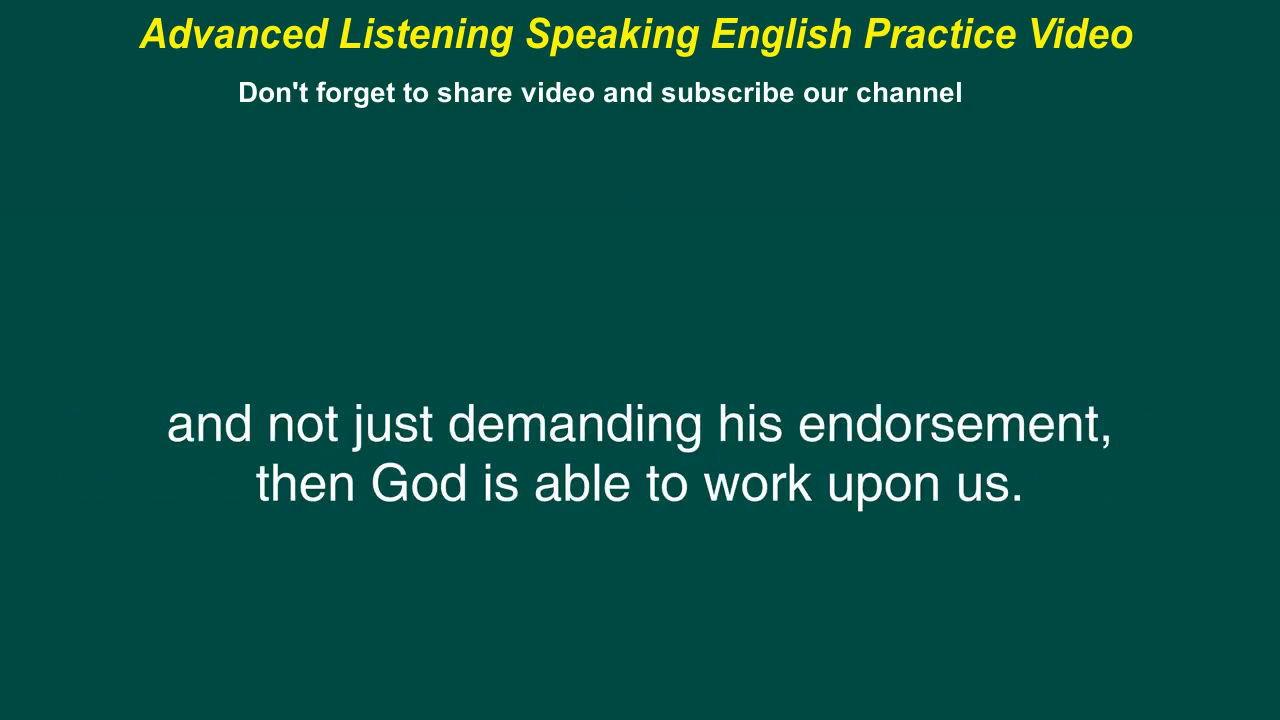 Advanced Listening Speaking English Practice Video
Don't forget to share video and subscribe our channel
and not just demanding his endorsement,
then God is able to work upon us.